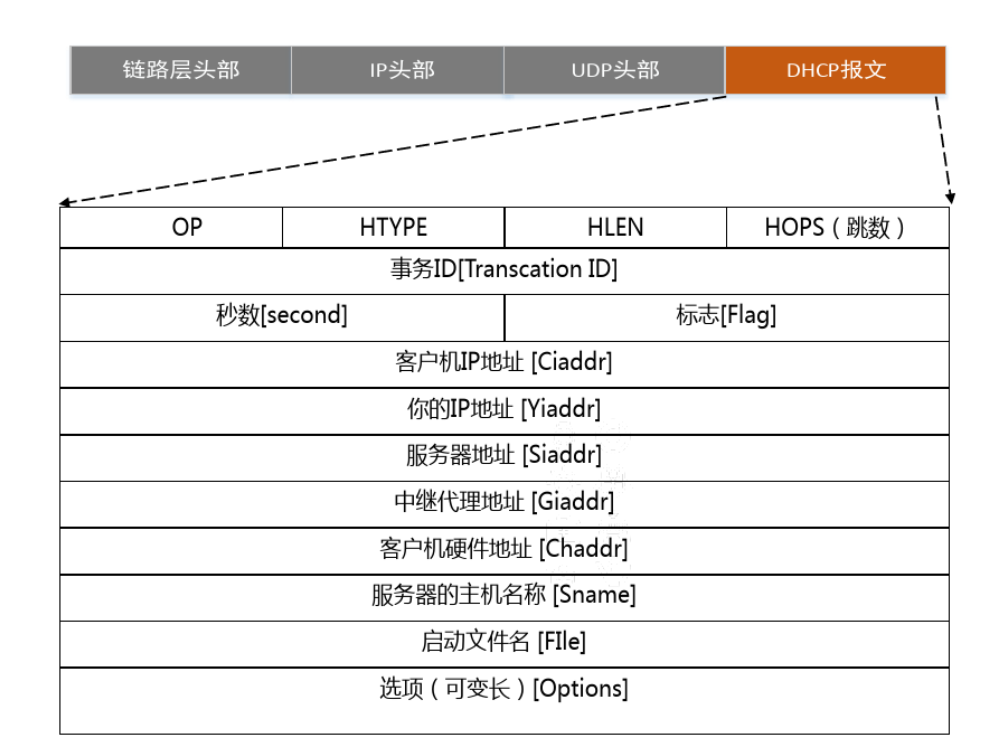 链路层头部 IP头部 UDP头部 DHCP报文
OP HTYPE HLEN HOPS（跳数）
事务ID[Transcation ID]
秒数[second] 标志[Flag]
客户机IP地址 [Ciaddr]
你的IP地址 [Yiaddr]
服务器地址 [Siaddr]
中继代理地址 [Giaddr]
客户机硬件地址 [Chaddr]
服务器的主机名称 [Sname]
启动文件名 [FIle]
选项（可变长）[Options]